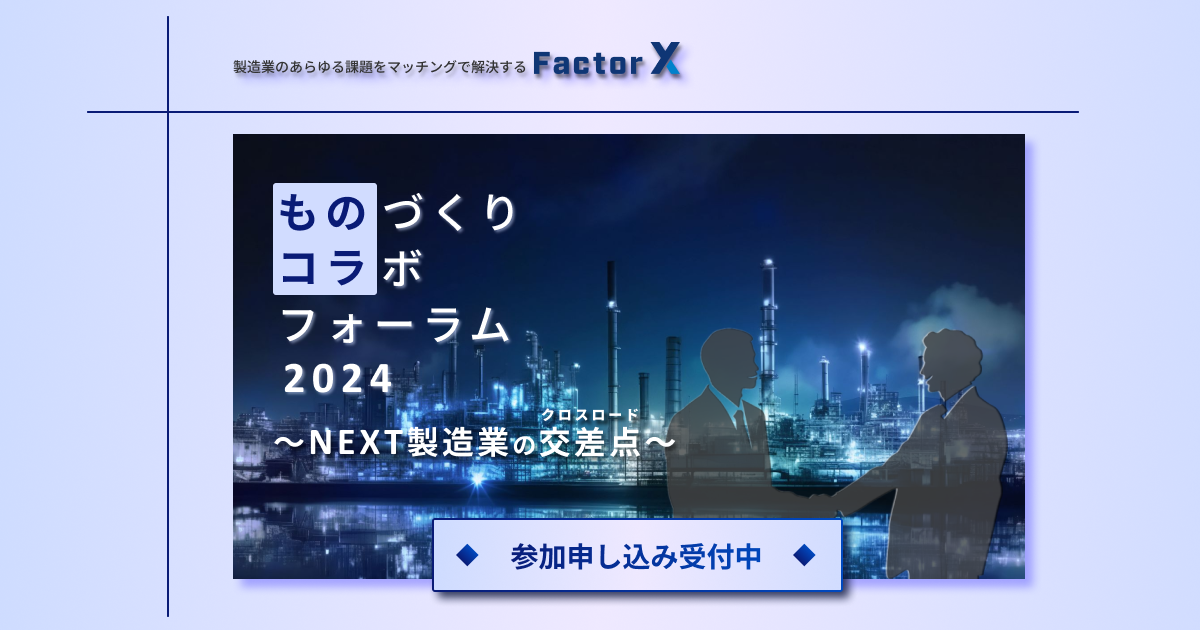 製造業のあらゆる課題をマッチングで解決する Factor X
ものづくり
コラボ
フォーラム
2024
クロスロード
～NEXT製造業の交差点～
参加申し込み受付中